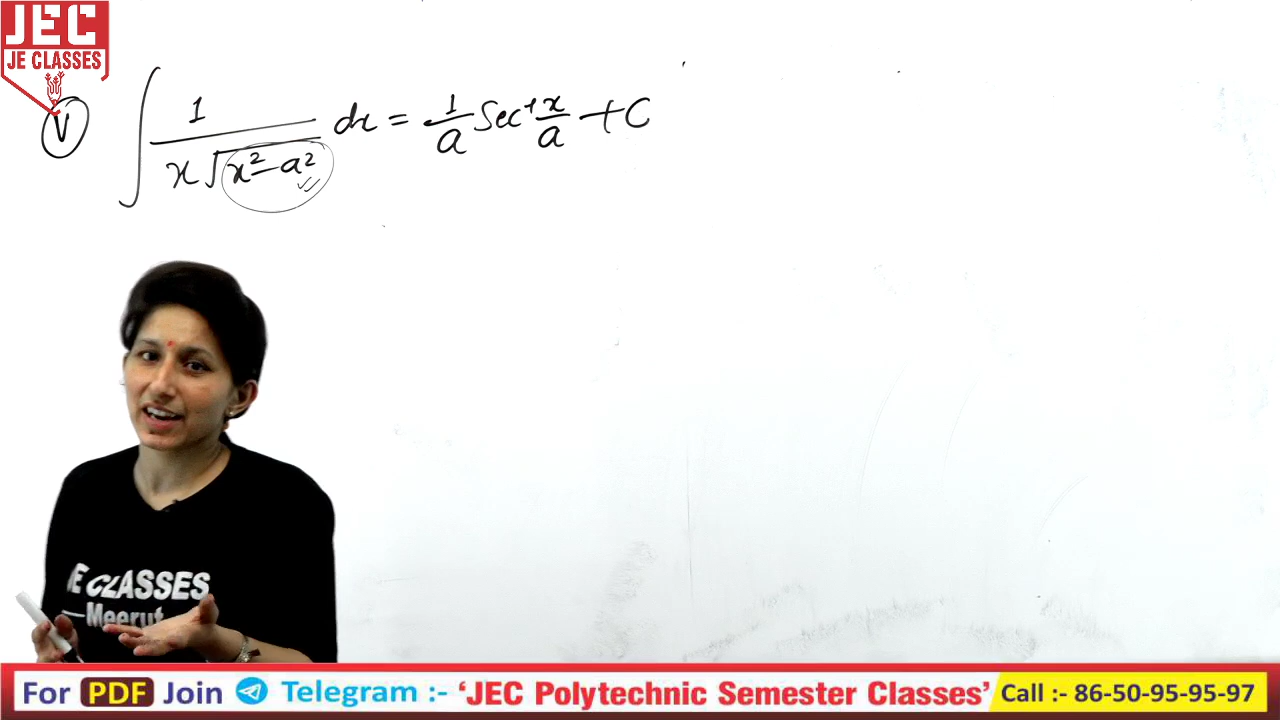 JEC
JE CLASSES
V ∫ 1/(x√(x²-a²)) dx = 1/a Sec⁻¹ x/a + C
JE CLASSES
Meerut
For PDF Join Telegram :- 'JEC Polytechnic Semester Classes' Call :- 86-50-95-95-97